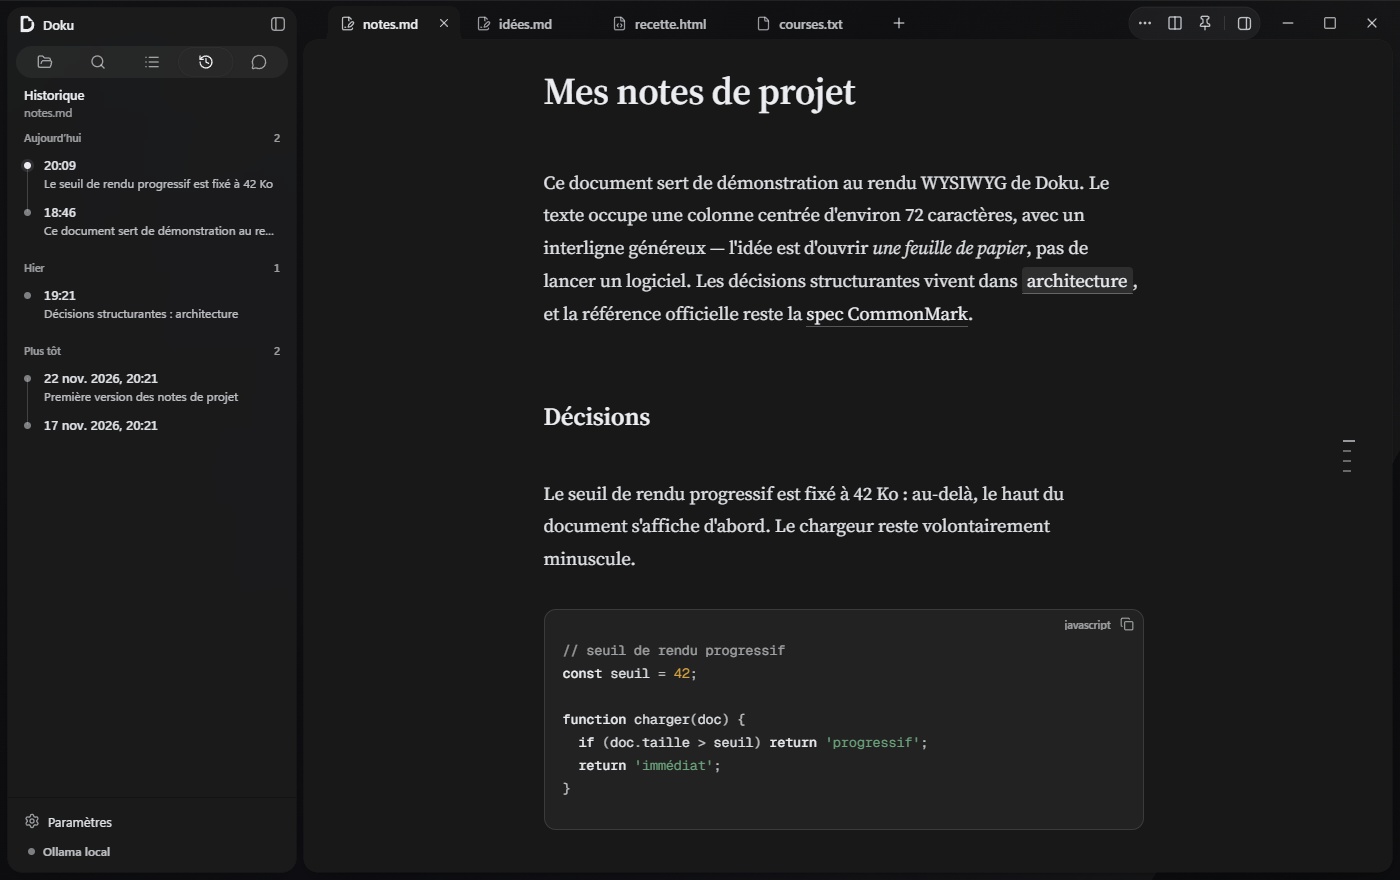 Doku
notes.md
idées.md
recette.html
courses.txt
Historique
notes.md
Aujourd'hui 2
20:09
Le seuil de rendu progressif est fixé à 42 Ko
18:46
Ce document sert de démonstration au re...
Hier 1
19:21
Décisions structurantes : architecture
Plus tôt 2
22 nov. 2026, 20:21
Première version des notes de projet
17 nov. 2026, 20:21
Paramètres
Ollama local
Mes notes de projet
Ce document sert de démonstration au rendu WYSIWYG de Doku. Le
texte occupe une colonne centrée d'environ 72 caractères, avec un
interligne généreux — l'idée est d'ouvrir une feuille de papier, pas de
lancer un logiciel. Les décisions structurantes vivent dans architecture ,
et la référence officielle reste la spec CommonMark.
Décisions
Le seuil de rendu progressif est fixé à 42 Ko : au-delà, le haut du
document s'affiche d'abord. Le chargeur reste volontairement
minuscule.
javascript
// seuil de rendu progressif
const seuil = 42;
function charger(doc) {
  if (doc.taille > seuil) return 'progressif';
  return 'immédiat';
}